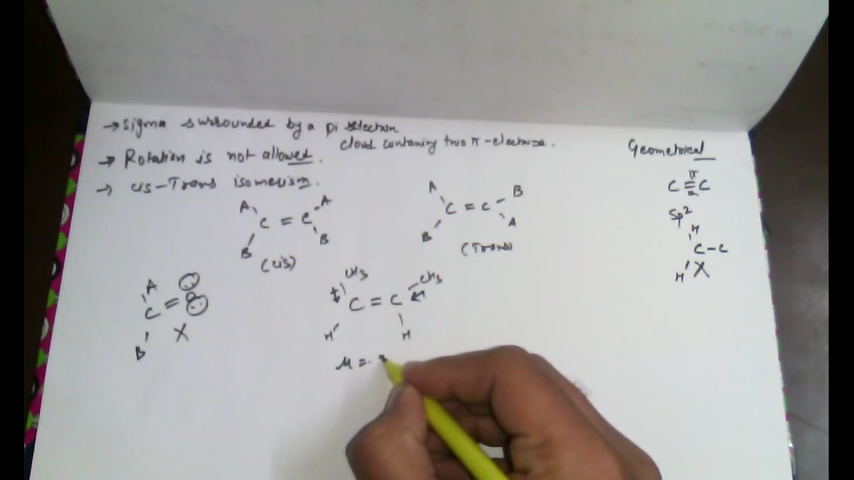 → Sigma surrounded by a pi electron
cloud containing two π-electrons.
→ Rotation is not allowed.
→ cis-Trans isomerism.
Geometrical
π
C = C
Sp²
H
C - C
H X
A A
C = C
B B
(cis)
A B
C = C
B A
(Trans)
A
C = O
B X
CH₃ CH₃
C = C
H H
μ =